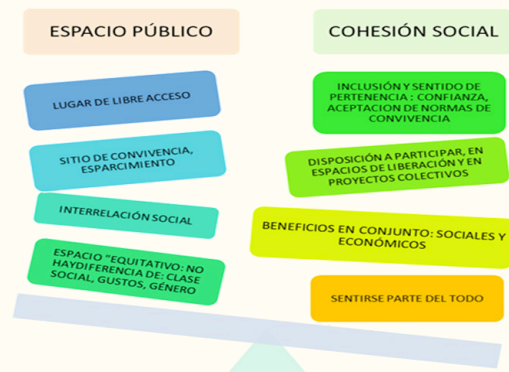 ESPACIO PÚBLICO
LUGAR DE LIBRE ACCESO
SITIO DE CONVIVENCIA,
ESPARCIMIENTO
INTERRELACIÓN SOCIAL
ESPACIO "EQUITATIVO: NO
HAYDIFERENCIA DE: CLASE
SOCIAL, GUSTOS, GÉNERO
COHESIÓN SOCIAL
INCLUSIÓN Y SENTIDO DE
PERTENENCIA : CONFIANZA,
ACEPTACION DE NORMAS DE
CONVIVENCIA
DISPOSICIÓN A PARTICIPAR, EN
ESPACIOS DE LIBERACIÓN Y EN
PROYECTOS COLECTIVOS
BENEFICIOS EN CONJUNTO: SOCIALES Y
ECONÓMICOS
SENTIRSE PARTE DEL TODO